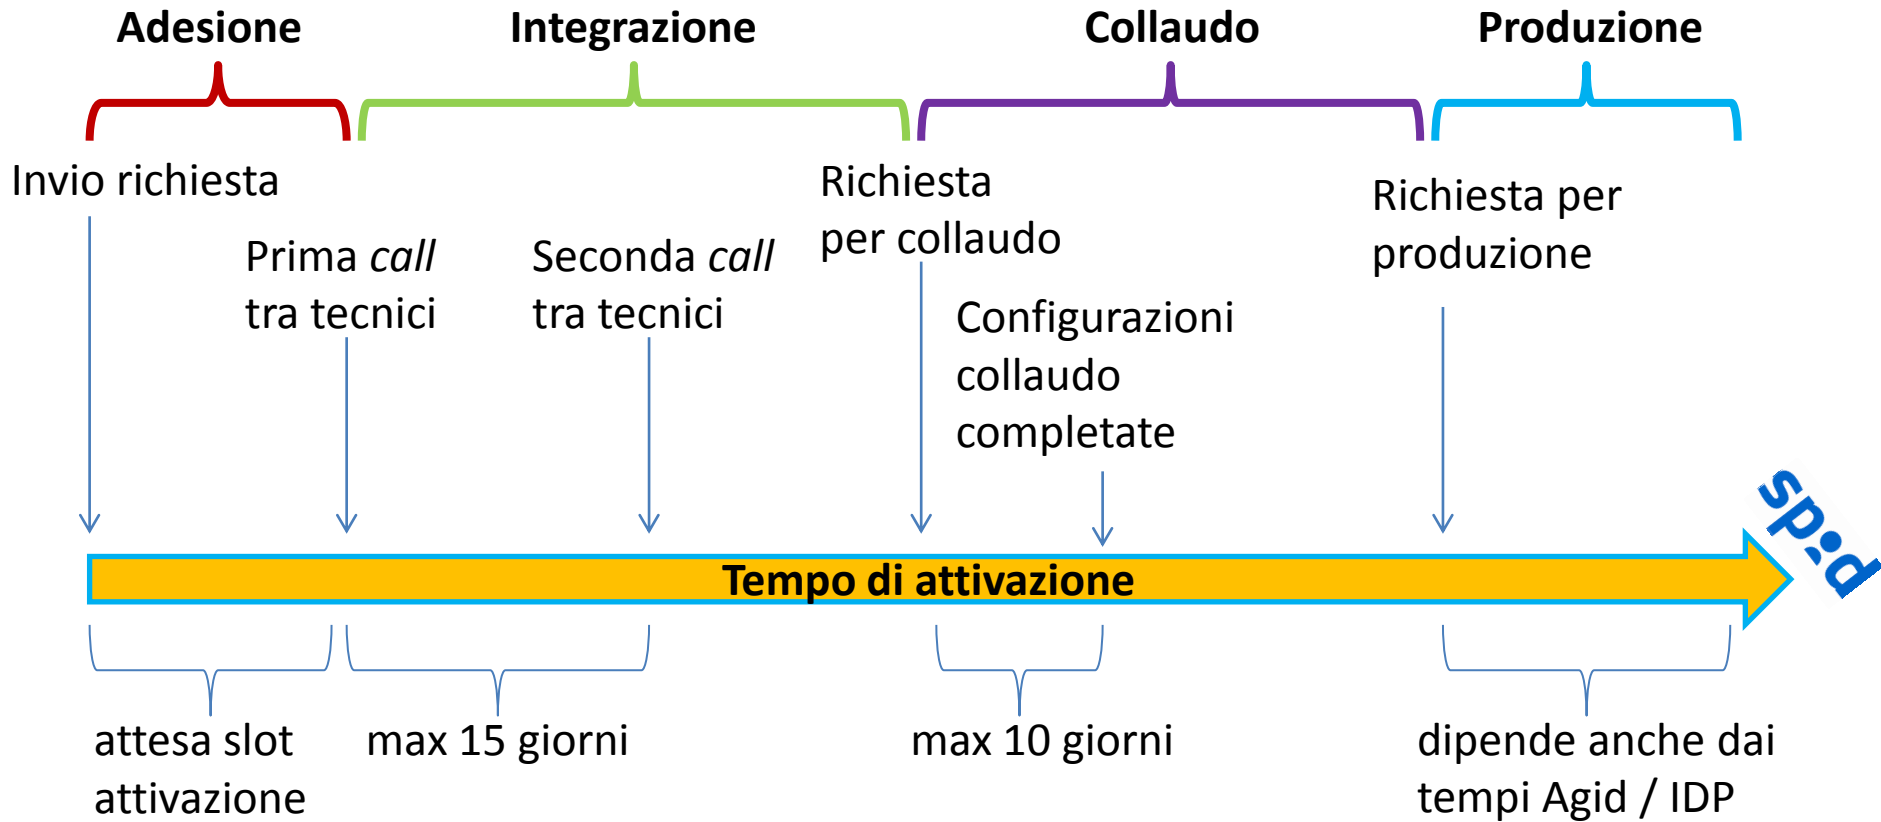 Adesione
Integrazione
Collaudo
Produzione
Invio richiesta
Prima call
tra tecnici
Seconda call
tra tecnici
Richiesta
per collaudo
Configurazioni
collaudo
completate
Richiesta per
produzione
spid
Tempo di attivazione
attesa slot
attivazione
max 15 giorni
max 10 giorni
dipende anche dai
tempi Agid / IDP